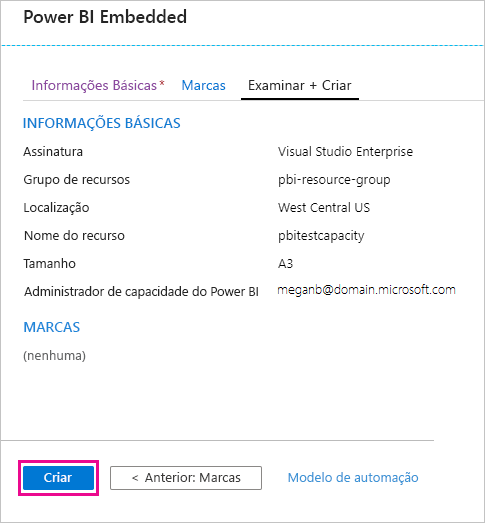 Power BI Embedded
Informações Básicas* Marcas Examinar + Criar
INFORMAÇÕES BÁSICAS
Assinatura Visual Studio Enterprise
Grupo de recursos pbi-resource-group
Localização West Central US
Nome do recurso pbitestcapacity
Tamanho A3
Administrador de capacidade do Power BI meganb@domain.microsoft.com
MARCAS
(nenhuma)
Criar < Anterior: Marcas Modelo de automação